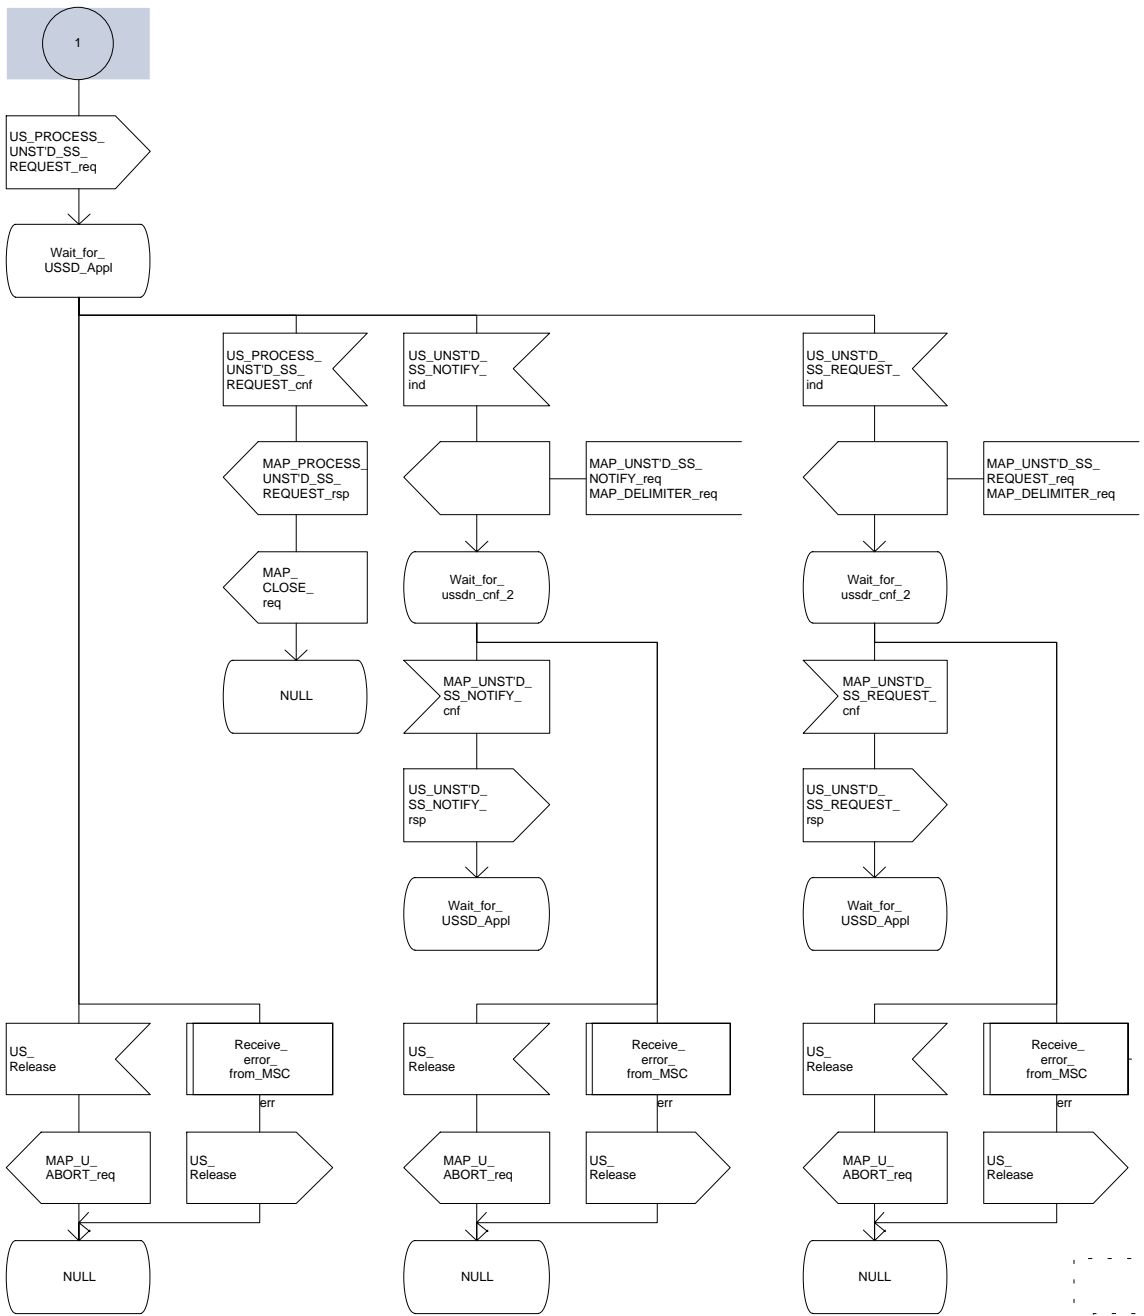 1
US_PROCESS_
UNST'D_SS_
REQUEST_req
Wait_for_
USSD_Appl
US_PROCESS_
UNST'D_SS_
REQUEST_cnf
US_UNST'D_
SS_NOTIFY_
ind
US_UNST'D_
SS_REQUEST_
ind
MAP_PROCESS_
UNST'D_SS_
REQUEST_rsp
MAP_UNST'D_SS_
NOTIFY_req
MAP_DELIMITER_req
MAP_UNST'D_SS_
REQUEST_req
MAP_DELIMITER_req
MAP_
CLOSE_
req
Wait_for_
ussdn_cnf_2
Wait_for_
ussdr_cnf_2
NULL
MAP_UNST'D_
SS_NOTIFY_
cnf
MAP_UNST'D_
SS_REQUEST_
cnf
US_UNST'D_
SS_NOTIFY_
rsp
US_UNST'D_
SS_REQUEST_
rsp
Wait_for_
USSD_Appl
Wait_for_
USSD_Appl
US_
Release
Receive_
error_
from_MSC
err
US_
Release
Receive_
error_
from_MSC
err
US_
Release
Receive_
error_
from_MSC
err
MAP_U_
ABORT_req
US_
Release
MAP_U_
ABORT_req
US_
Release
MAP_U_
ABORT_req
US_
Release
NULL
NULL
NULL